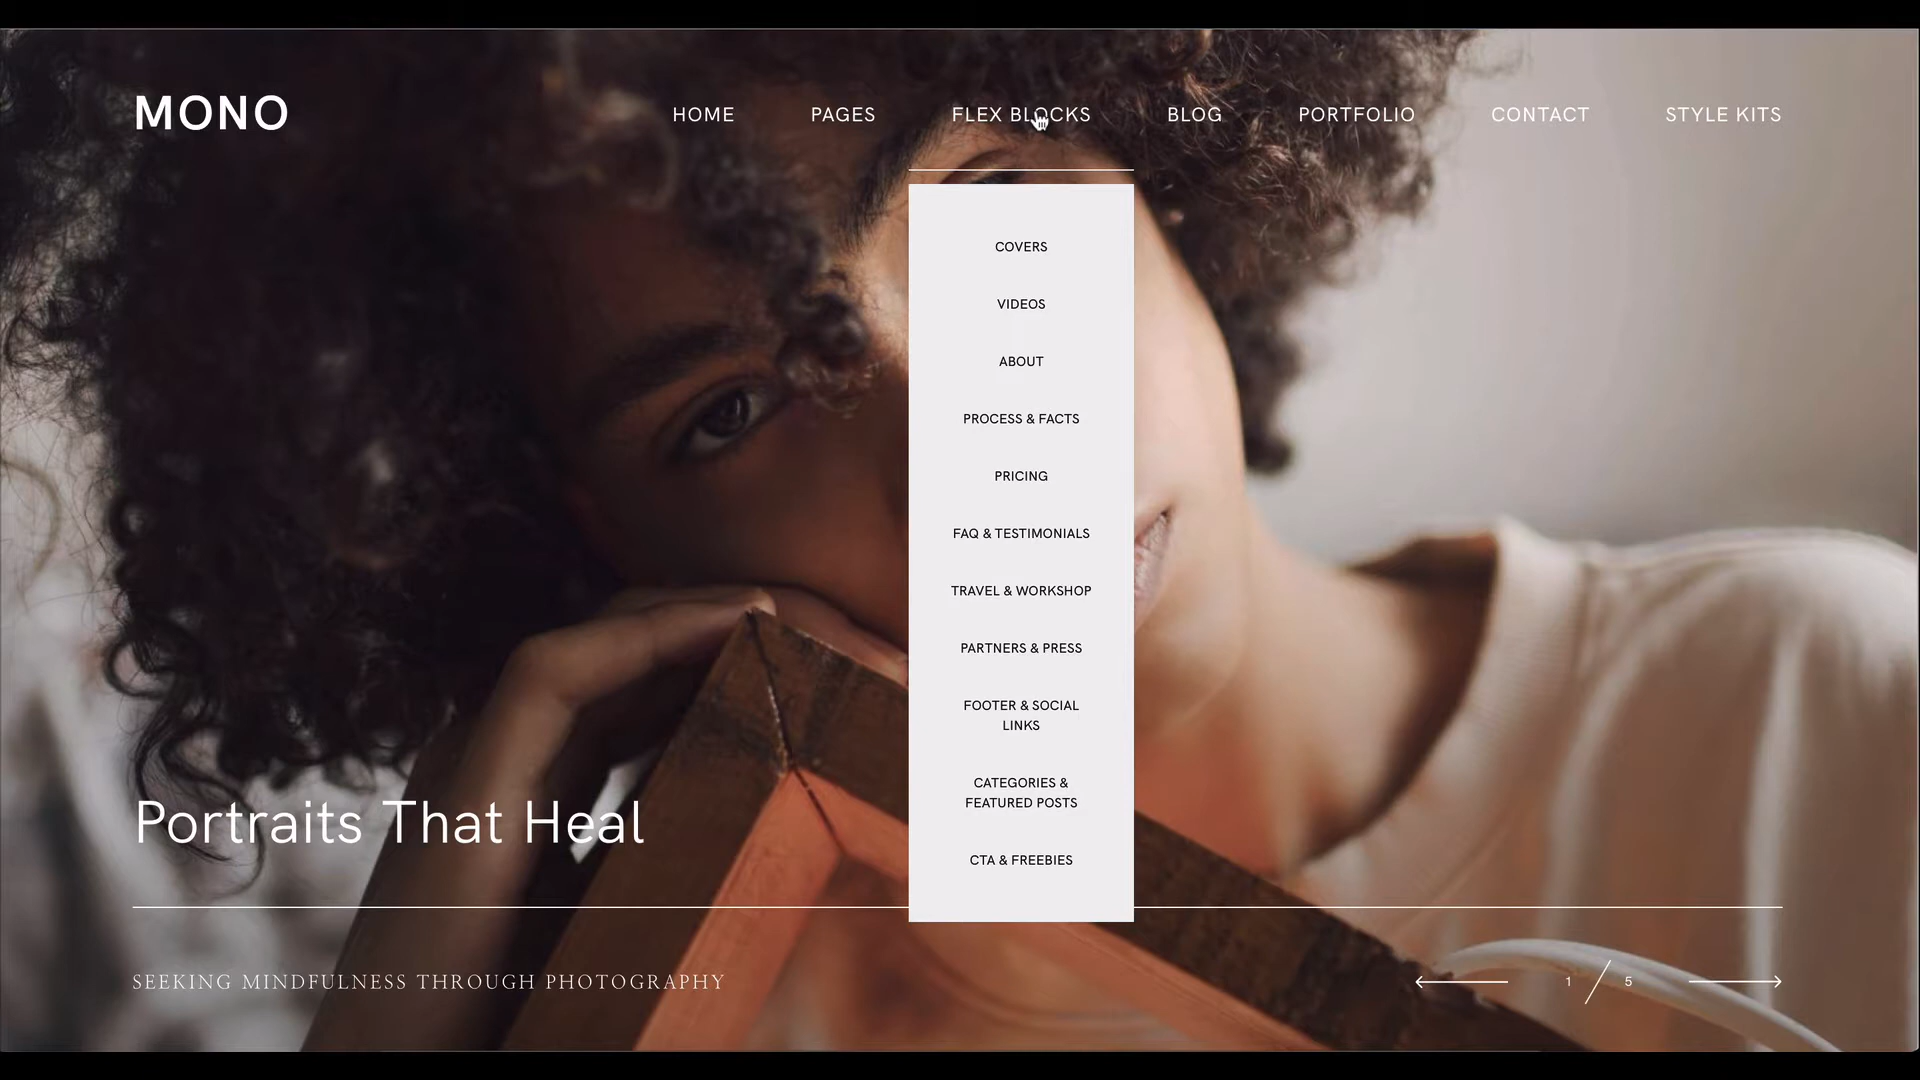 MONO
HOME
PAGES
FLEX BLOCKS
BLOG
PORTFOLIO
CONTACT
STYLE KITS
COVERS
VIDEOS
ABOUT
PROCESS & FACTS
PRICING
FAQ & TESTIMONIALS
TRAVEL & WORKSHOP
PARTNERS & PRESS
FOOTER & SOCIAL
LINKS
CATEGORIES &
FEATURED POSTS
CTA & FREEBIES
Portraits That Heal
SEEKING MINDFULNESS THROUGH PHOTOGRAPHY
1 / 5